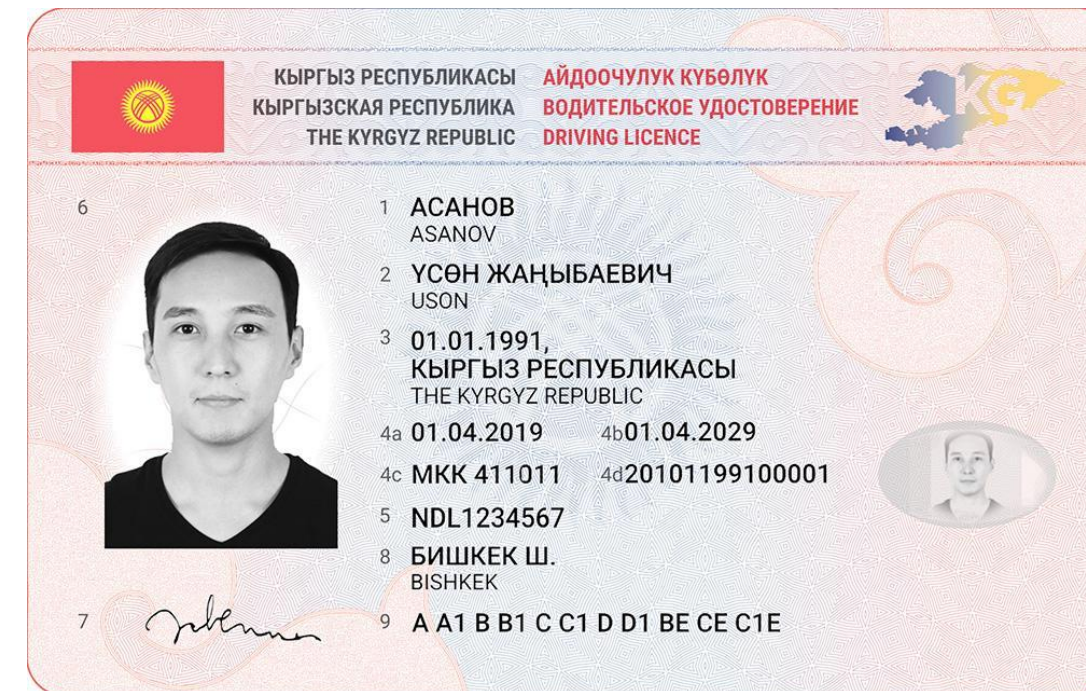 КЫРГ�ЫЗ РЕСПУБЛИКАСЫ АЙДООЧУЛУК КҮБӨЛҮК
КЫРГЫЗСКАЯ РЕСПУБЛИКА ВОДИТЕЛЬСКОЕ УДОСТОВЕРЕНИЕ
THE KYRGYZ REPUBLIC DRIVING LICENCE
KG
6
1 АСАНОВ
ASANOV
2 ҮСӨН ЖАҢЫБАЕВИЧ
USON
3 01.01.1991,
КЫРГЫЗ РЕСПУБЛИКАСЫ
THE KYRGYZ REPUBLIC
4a 01.04.2019 4b 01.04.2029
4c МКК 411011 4d 20101199100001
5 NDL1234567
8 БИШКЕК Ш.
BISHKEK
7
9 A A1 B B1 C C1 D D1 BE CE C1E